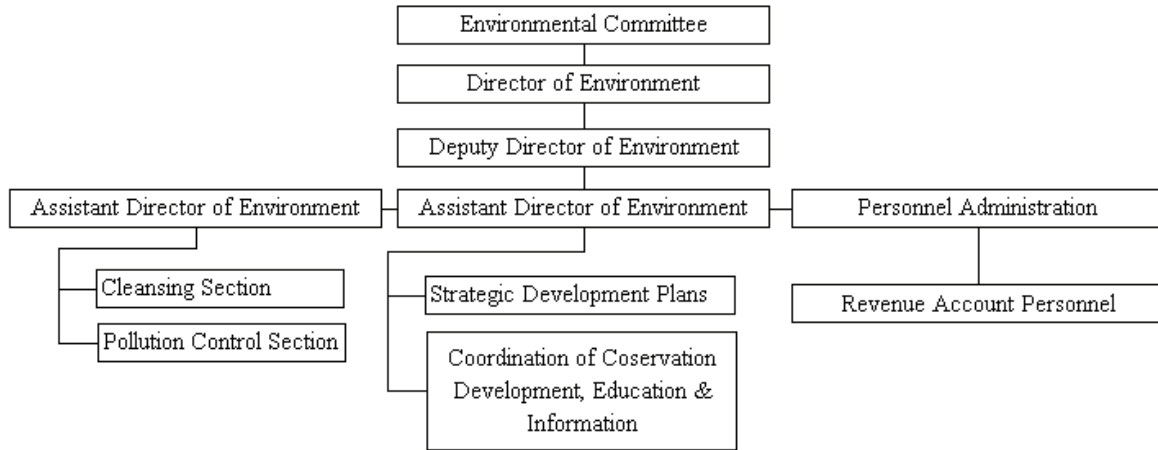 Environmental Committee
Director of Environment
Deputy Director of Environment
Assistant Director of Environment
Assistant Director of Environment
Personnel Administration
Cleansing Section
Pollution Control Section
Strategic Development Plans
Coordination of Coservation
Development, Education &
Information
Revenue Account Personnel